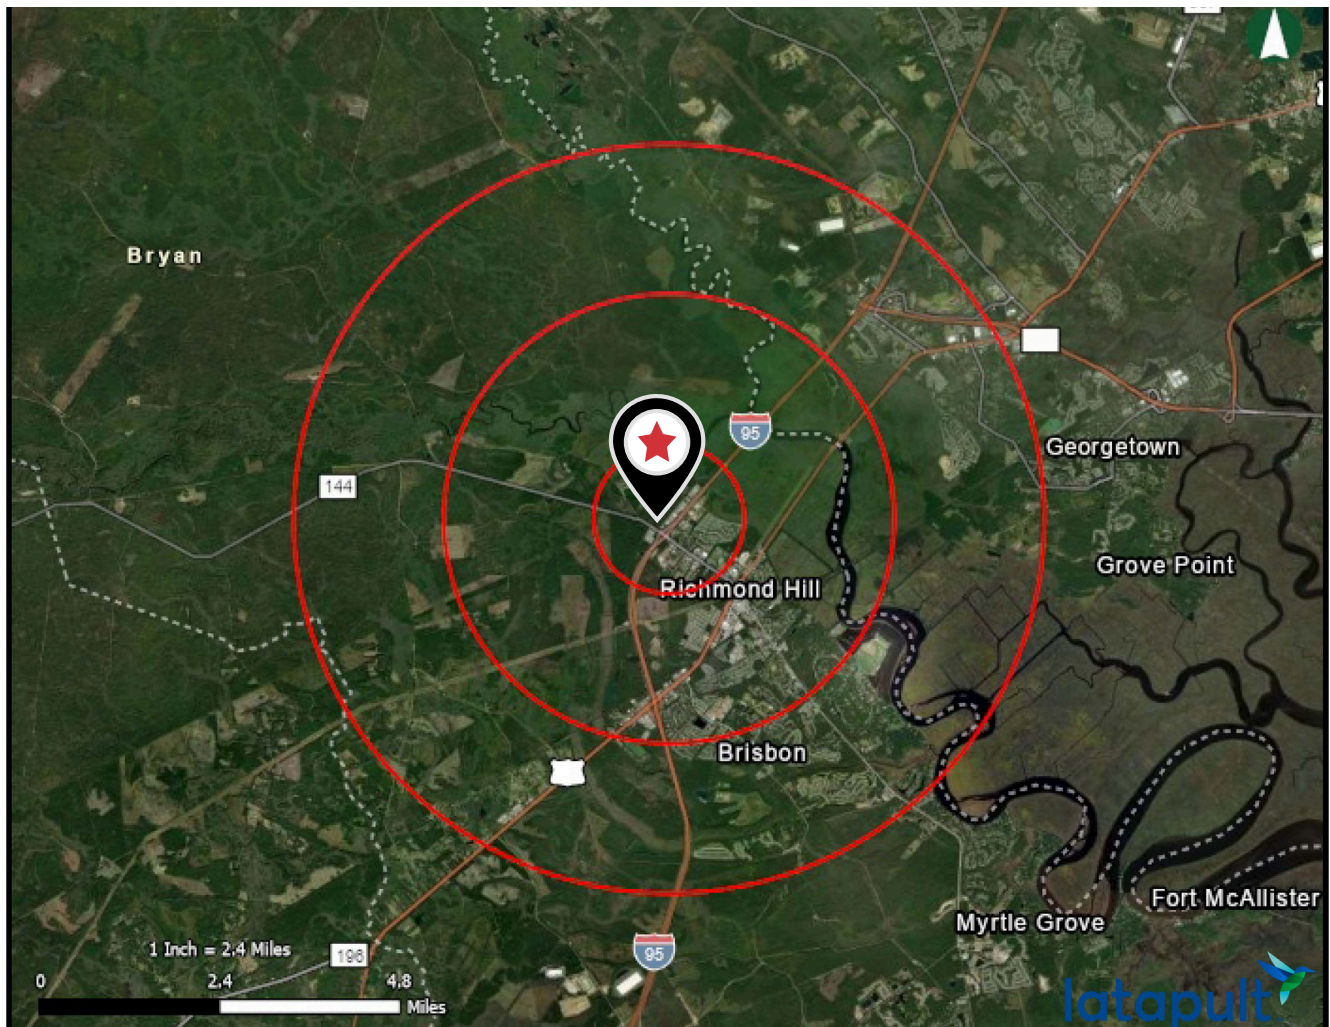 Bryan
95
144
Georgetown
Grove Point
Richmond Hill
Brisbon
Fort McAllister
Myrtle Grove
95
196
1 Inch = 2.4 Miles
0 2.4 4.8
Miles
latapult